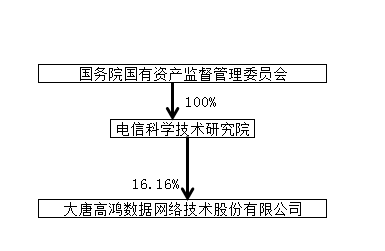 国务院国有资产监督管理委员会
100%
电信科学技术研究院
16.16%
大唐高鸿数据网络技术股份有限公司